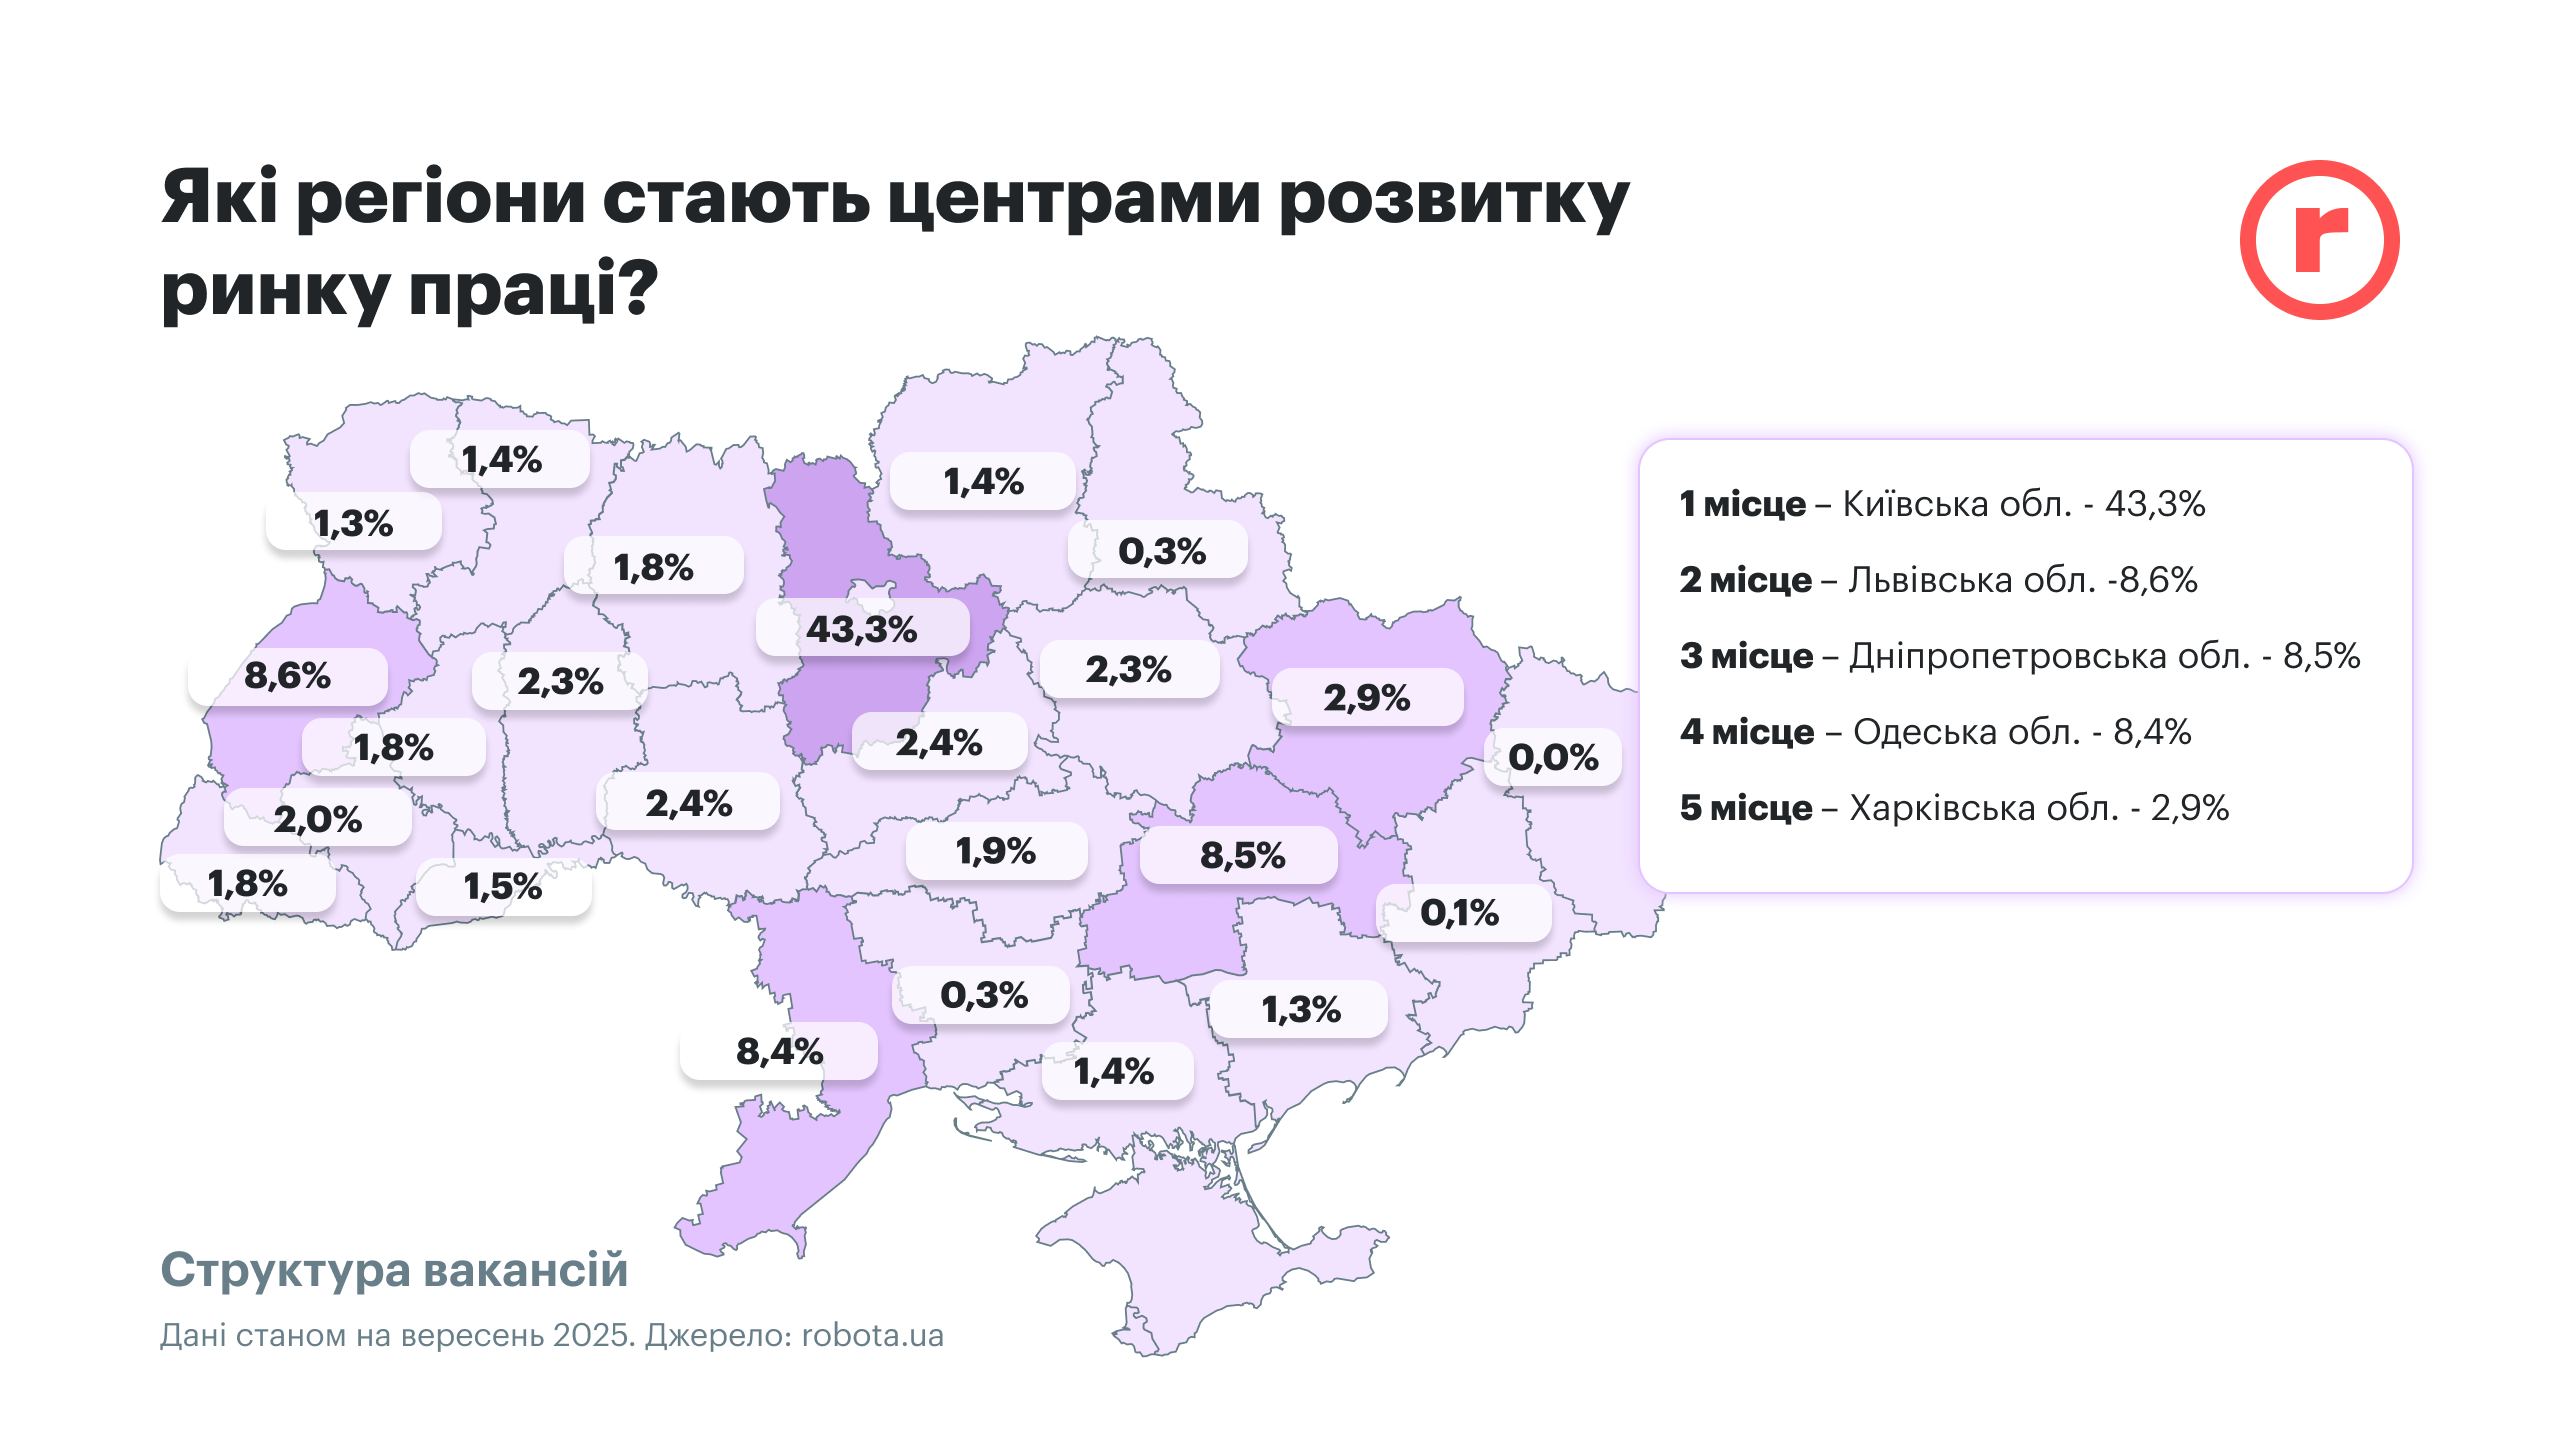 Які регіони стають центрами розвитку
ринку праці?
r
1,4%
1,3%
1,8%
1,4%
0,3%
43,3%
8,6%
2,3%
2,3%
2,9%
1,8%
2,4%
0,0%
2,0%
2,4%
1,9%
8,5%
1,8%
1,5%
0,1%
0,3%
1,3%
8,4%
1,4%
1 місце – Київська обл. - 43,3%
2 місце – Львівська обл. -8,6%
3 місце – Дніпропетровська обл. - 8,5%
4 місце – Одеська обл. - 8,4%
5 місце – Харківська обл. - 2,9%
Структура вакансій
Дані станом на вересень 2025. Джерело: robota.ua